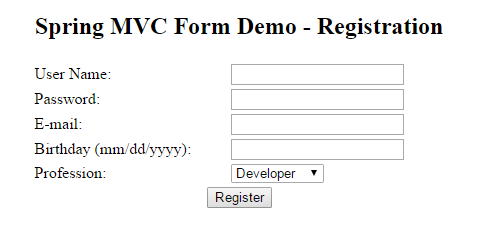 Spring MVC Form Demo - Registration
User Name:
Password:
E-mail:
Birthday (mm/dd/yyyy):
Profession: Developer
Register